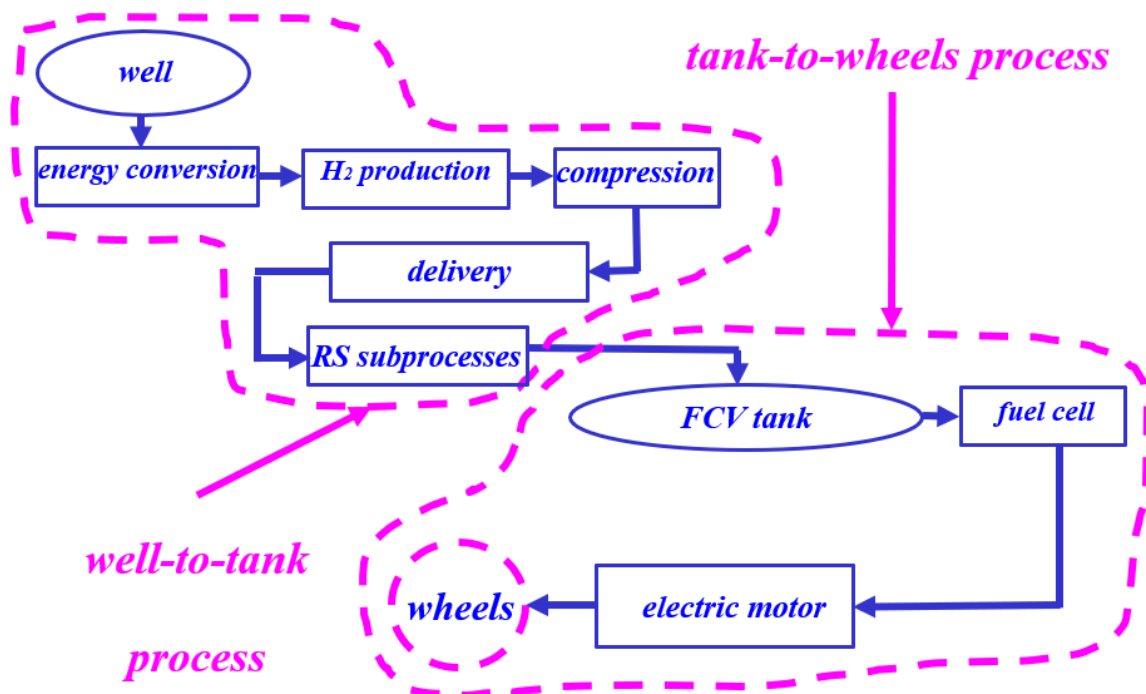 well
tank-to-wheels process
energy conversion
H₂ production
compression
delivery
RS subprocesses
FCV tank
fuel cell
well-to-tank
process
wheels
electric motor